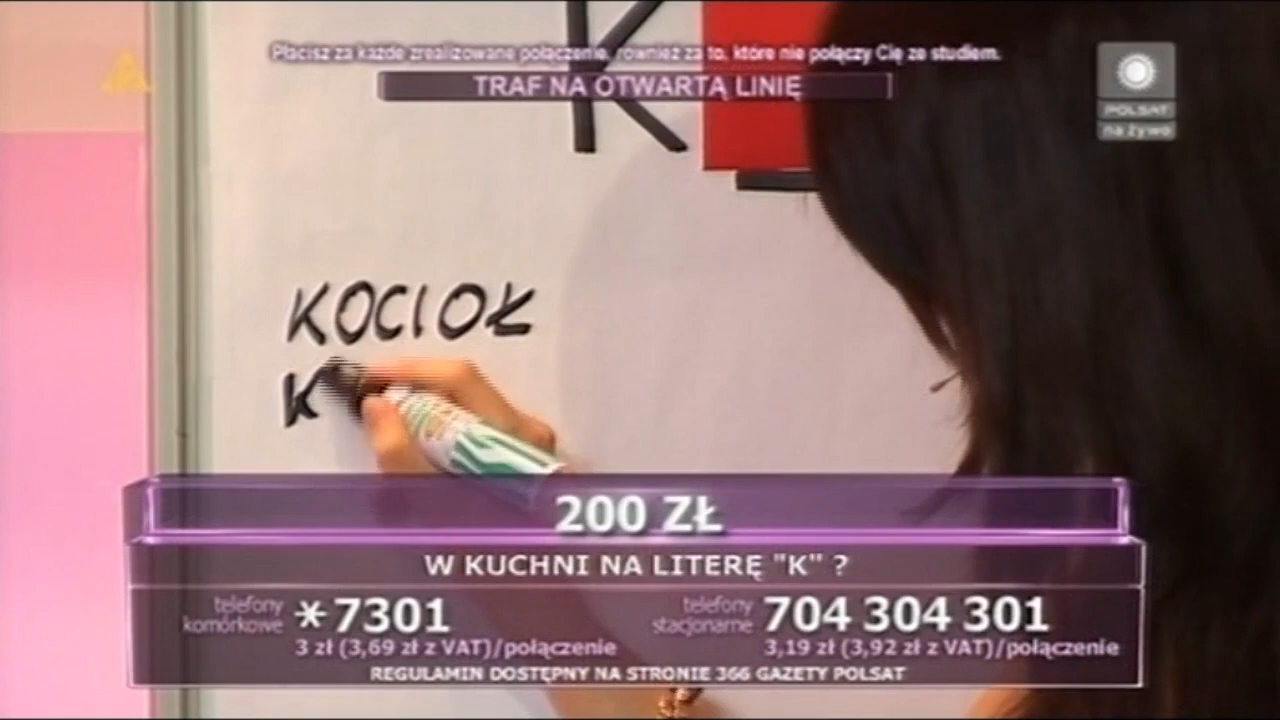 Płacisz za każde zrealizowane połączenie, również za to, które nie połączy Cię ze studiem.
TRAF NA OTWARTĄ LINIĘ
K
POLSAT
na żywo
KOCIOŁ
K
200 ZŁ
W KUCHNI NA LITERĘ "K" ?
telefony komórkowe *7301
3 zł (3,69 zł z VAT)/połączenie
telefony stacjonarne 704 304 301
3,19 zł (3,92 zł z VAT)/połączenie
REGULAMIN DOSTĘPNY NA STRONIE 366 GAZETY POLSAT